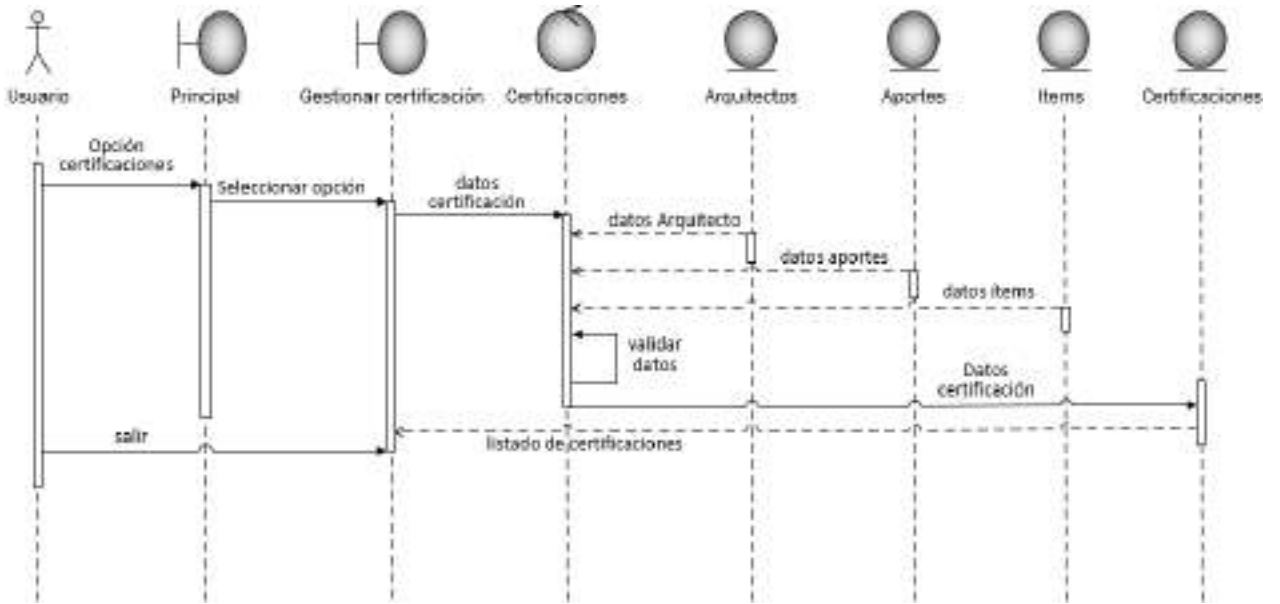 Usuario
Principal
Gestionar certificación
Certificaciones
Arquitectos
Aportes
Items
Certificaciones
Opción
certificaciones
Seleccionar opción
datos
certificación
datos Arquitecto
datos aportes
datos ítems
validar
datos
Datos
certificación
salir
listado de certificaciones